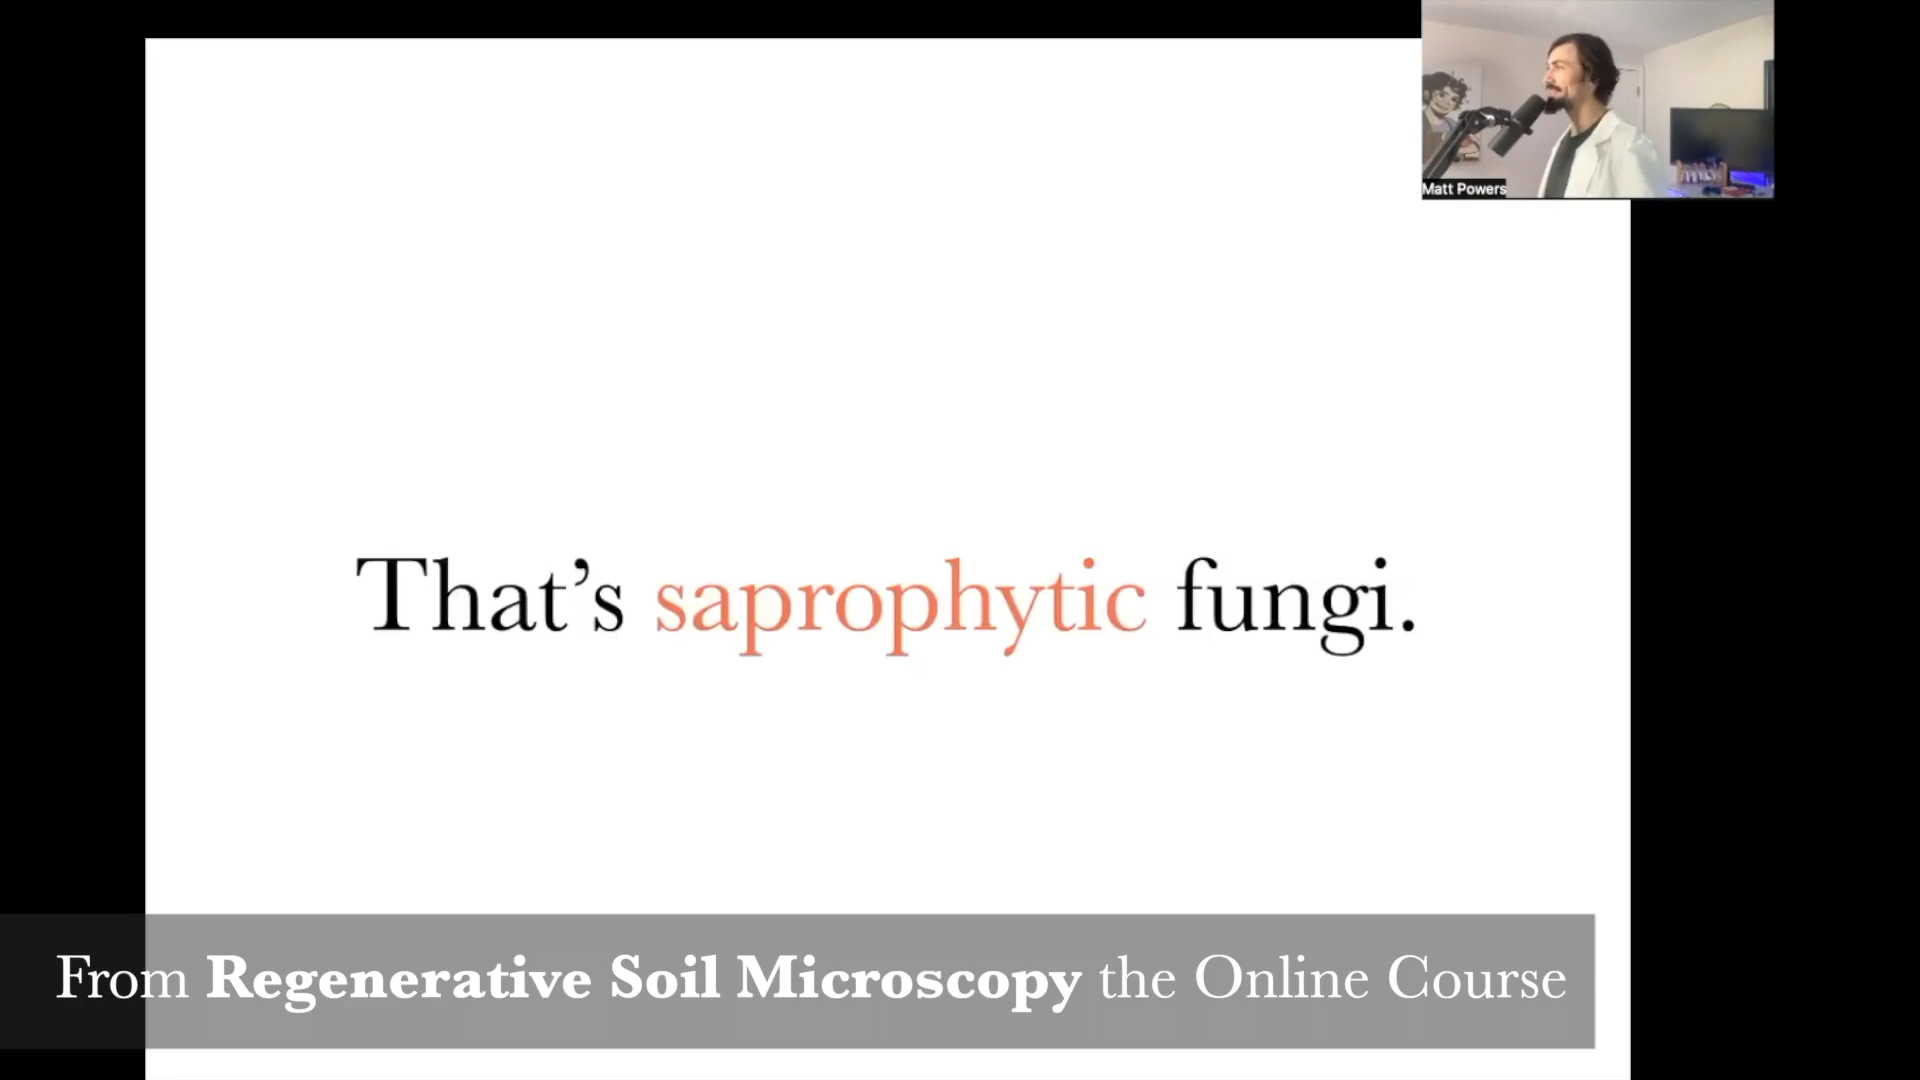 Matt Powers
That’s saprophytic fungi.
From Regenerative Soil Microscopy the Online Course